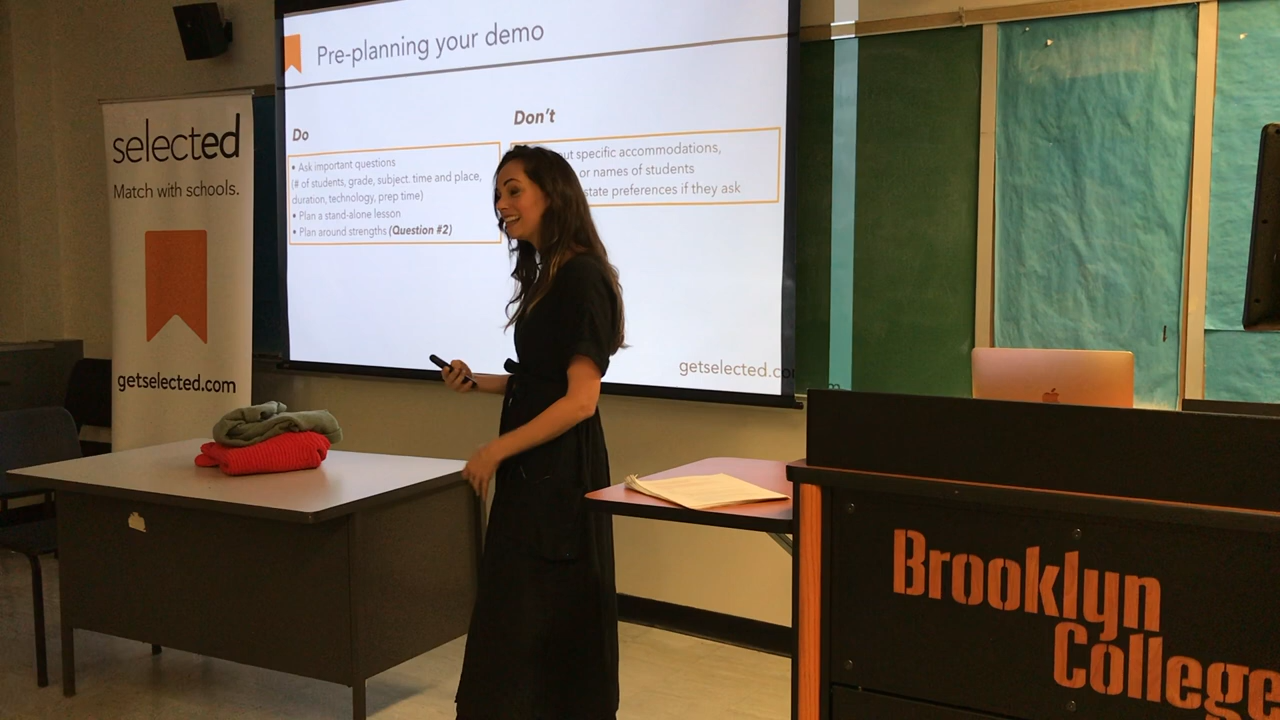 selected
Match with schools.
getselected.com
Pre-planning your demo
Do
• Ask important questions
(# of students, grade, subject. time and place,
duration, technology, prep time)
• Plan a stand-alone lesson
• Plan around strengths (Question #2)
Don't
specific accommodations,
or names of students
state preferences if they ask
getselected.com
Brooklyn
College